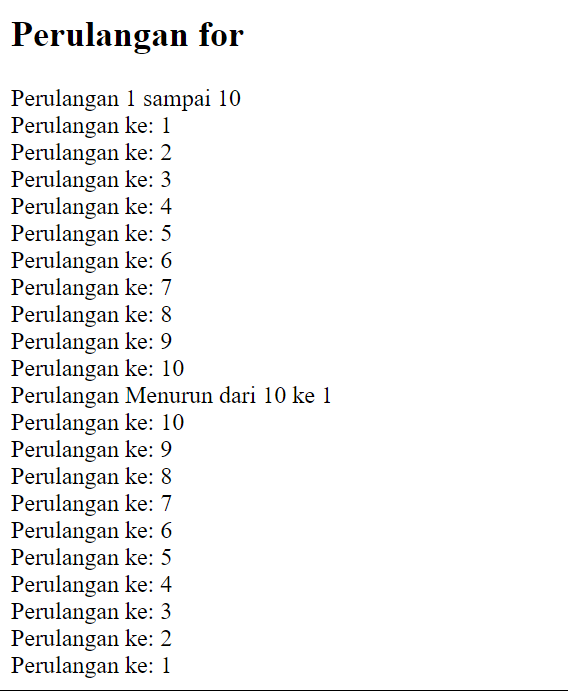 Perulangan for
Perulangan 1 sampai 10
Perulangan ke: 1
Perulangan ke: 2
Perulangan ke: 3
Perulangan ke: 4
Perulangan ke: 5
Perulangan ke: 6
Perulangan ke: 7
Perulangan ke: 8
Perulangan ke: 9
Perulangan ke: 10
Perulangan Menurun dari 10 ke 1
Perulangan ke: 10
Perulangan ke: 9
Perulangan ke: 8
Perulangan ke: 7
Perulangan ke: 6
Perulangan ke: 5
Perulangan ke: 4
Perulangan ke: 3
Perulangan ke: 2
Perulangan ke: 1